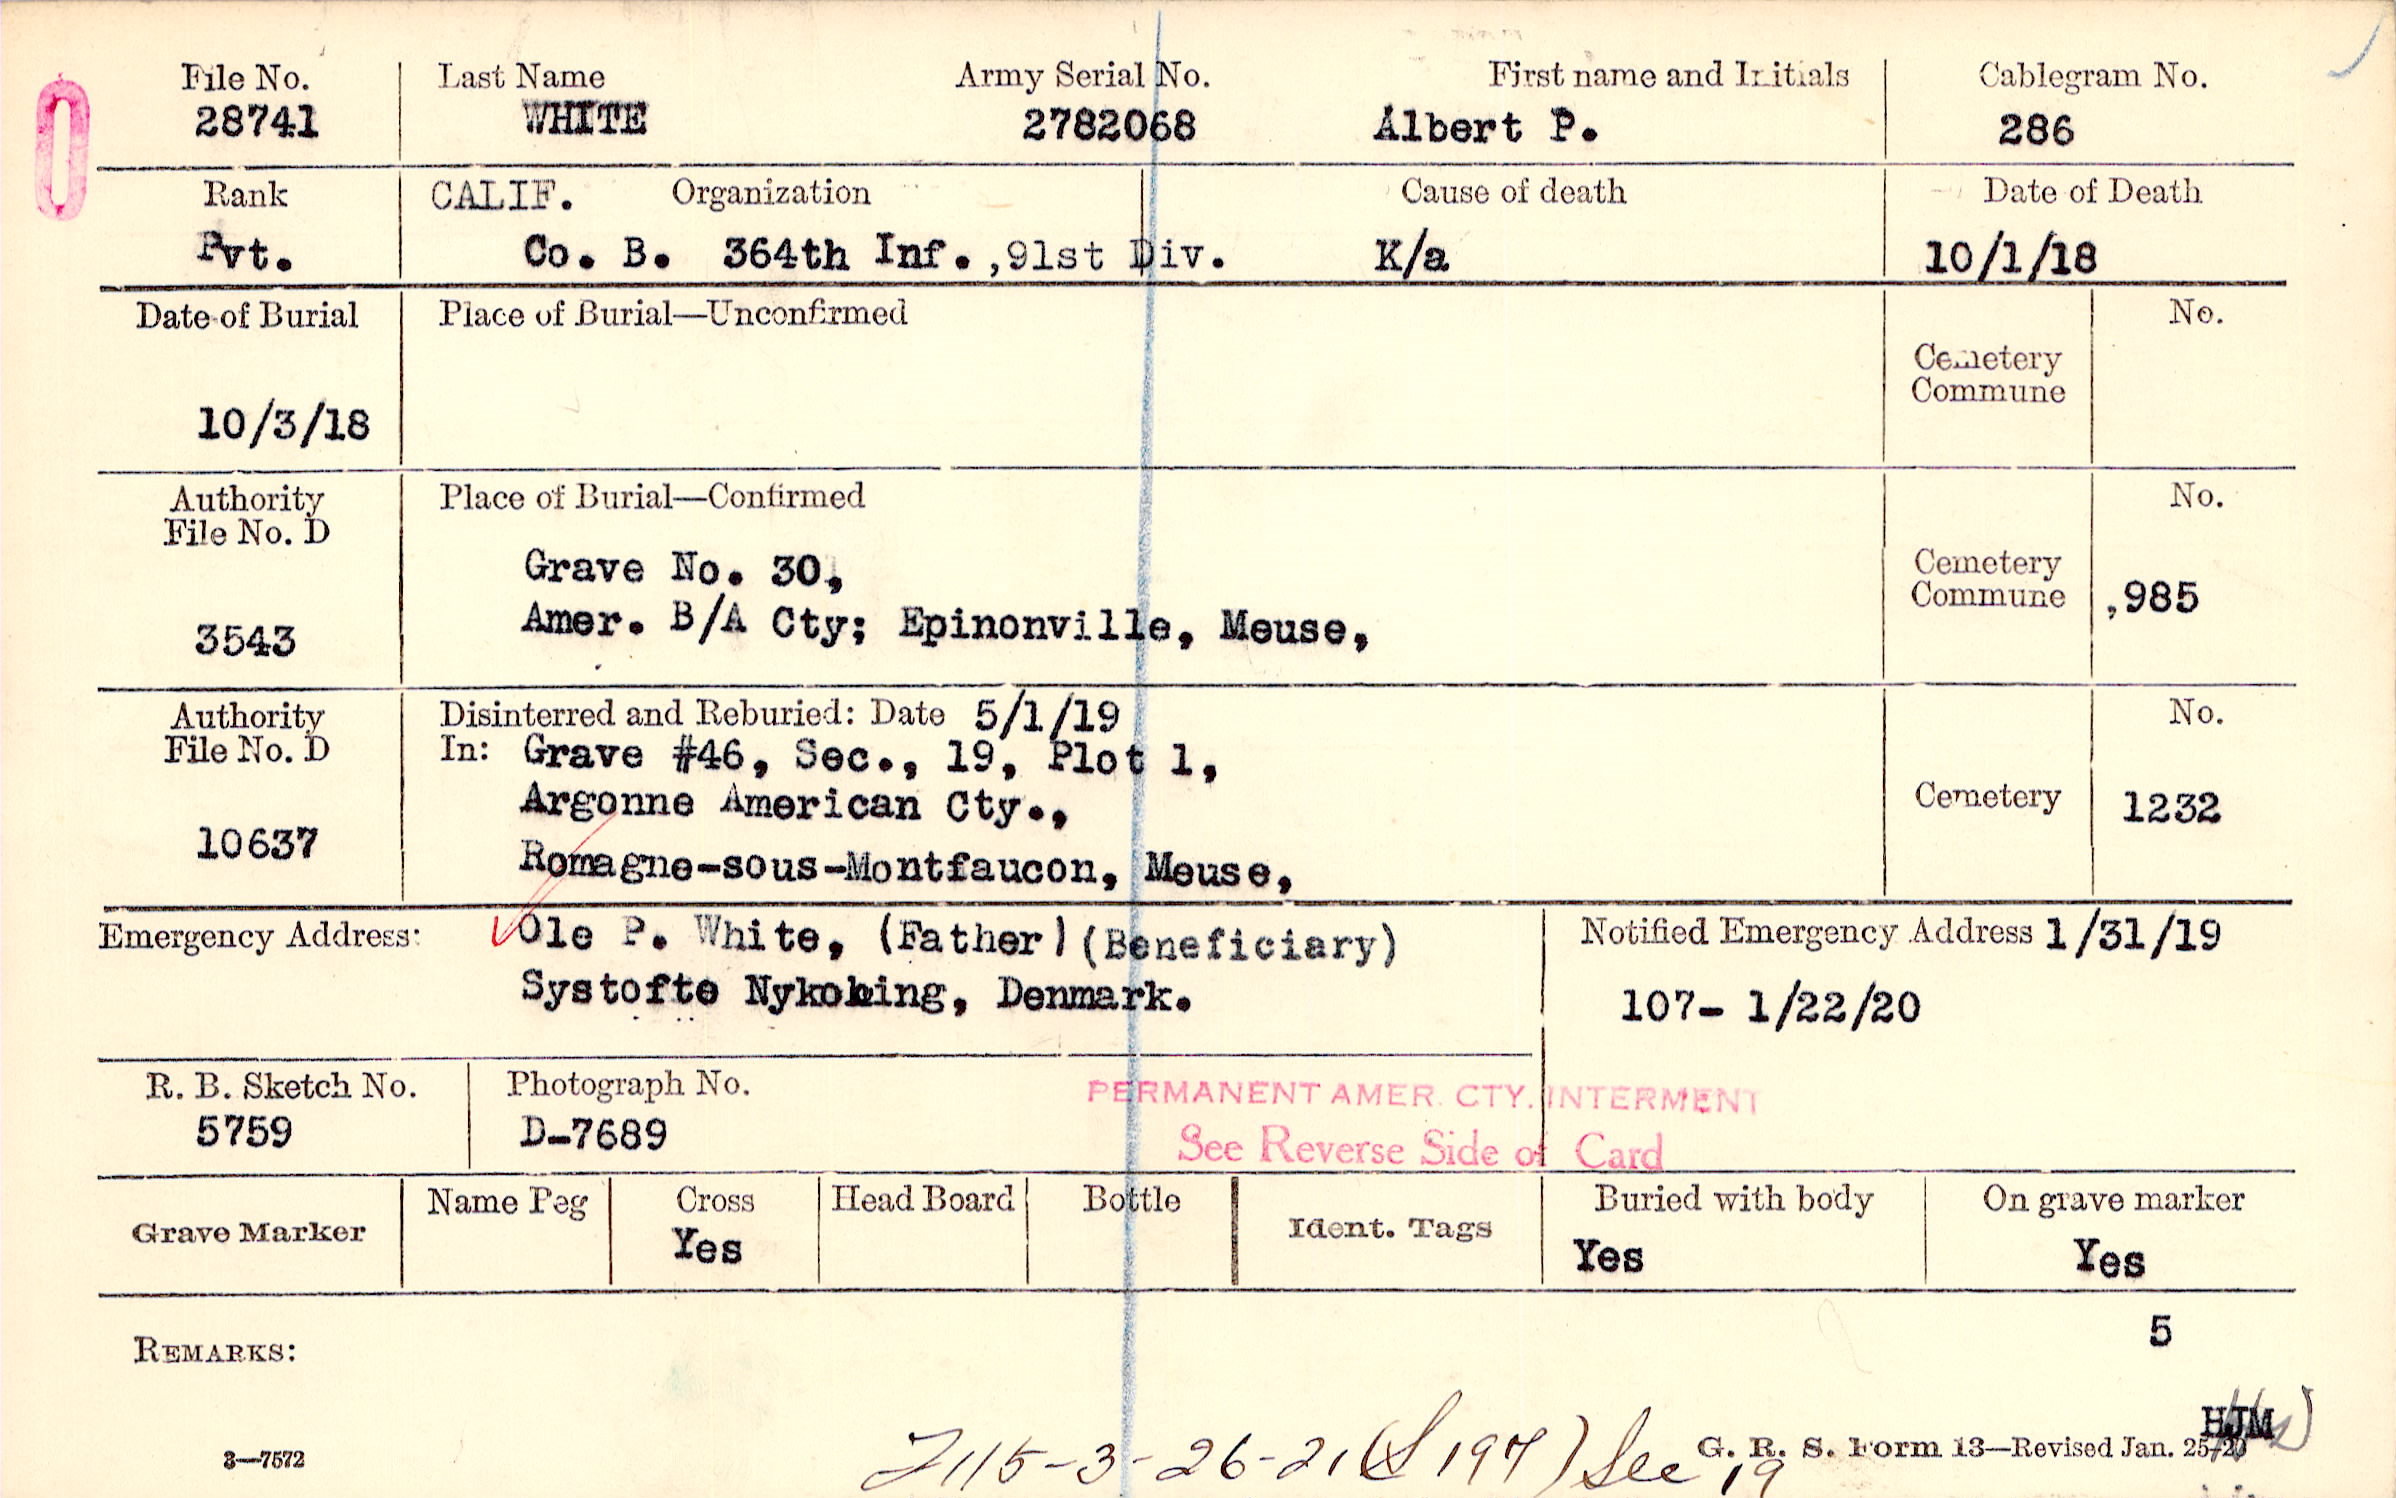 File No. Last Name Army Serial No. First name and Initials Cablegram No.
28741 WHITE 2782068 Albert P. 286
Rank CALIF. Organization Cause of death Date of Death
Pvt. Co. B. 364th Inf.,91st Div. K/a 10/1/18
Date of Burial Place of Burial—Unconfirmed No.
Cemetery
Commune
10/3/18
Authority Place of Burial—Confirmed No.
File No. D
Grave No. 30, Cemetery
Commune ,985
3543 Amer. B/A Cty; Epinonville, Meuse,
Authority Disinterred and Reburied: Date 5/1/19 No.
File No. D In: Grave #46, Sec., 19, Plot 1,
Argonne American Cty., Cemetery 1232
10637 Romagne-sous-Montfaucon, Meuse,
Emergency Address: Ole P. White, (Father) (Beneficiary) Notified Emergency Address 1/31/19
Systofte Denmark. 107- 1/22/20
R. B. Sketch No. Photograph No. PERMANENT AMER. CTY. INTERMENT
5759 D-7689 See Reverse Side of Card
Grave Marker Name Peg Cross Head Board Bottle Ident. Tags Buried with body On grave marker
Yes Yes Yes
5
REMARKS:
HJM
3—7572 G. R. S. Form 13—Revised Jan. 25-20
-3-26-21 See 19